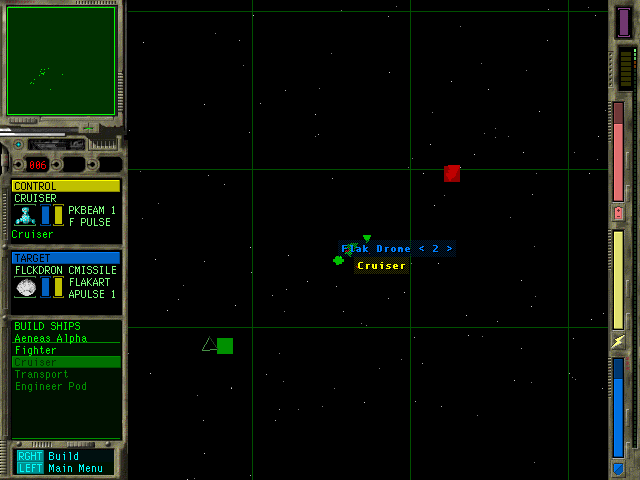 006
CONTROL
CRUISER
PKBEAM 1
F PULSE
Cruiser
TARGET
FLCKDRON CMISSILE
FLAKART
APULSE 1
BUILD SHIPS
Aeneas Alpha
Fighter
Cruiser
Transport
Engineer Pod
RGHT Build
LEFT Main Menu
Flak Drone < 2 >
Cruiser